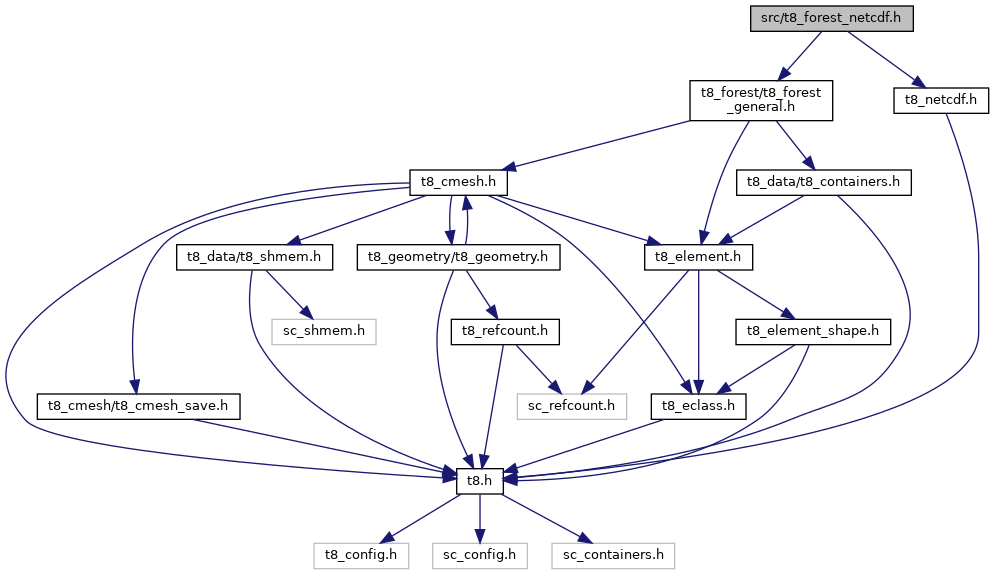 src/t8_forest_netcdf.h
t8_forest/t8_forest
_general.h
t8_netcdf.h
t8_cmesh.h
t8_data/t8_containers.h
t8_data/t8_shmem.h
t8_geometry/t8_geometry.h
t8_element.h
sc_shmem.h
t8_refcount.h
t8_element_shape.h
t8_cmesh/t8_cmesh_save.h
sc_refcount.h
t8_eclass.h
t8.h
t8_config.h
sc_config.h
sc_containers.h